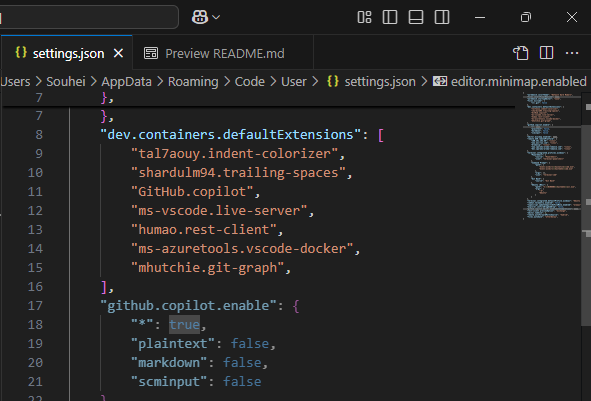 settings.json
Preview README.md
Users > Souhei > AppData > Roaming > Code > User > {} settings.json > editor.minimap.enabled
7 },
7 },
8 "dev.containers.defaultExtensions": [
9 "tal7aouy.indent-colorizer",
10 "shardulm94.trailing-spaces",
11 "GitHub.copilot",
12 "ms-vscode.live-server",
13 "humao.rest-client",
14 "ms-azuretools.vscode-docker",
15 "mhutchie.git-graph",
16 ],
17 "github.copilot.enable": {
18 "*": true,
19 "plaintext": false,
20 "markdown": false,
21 "scminput": false
22 }